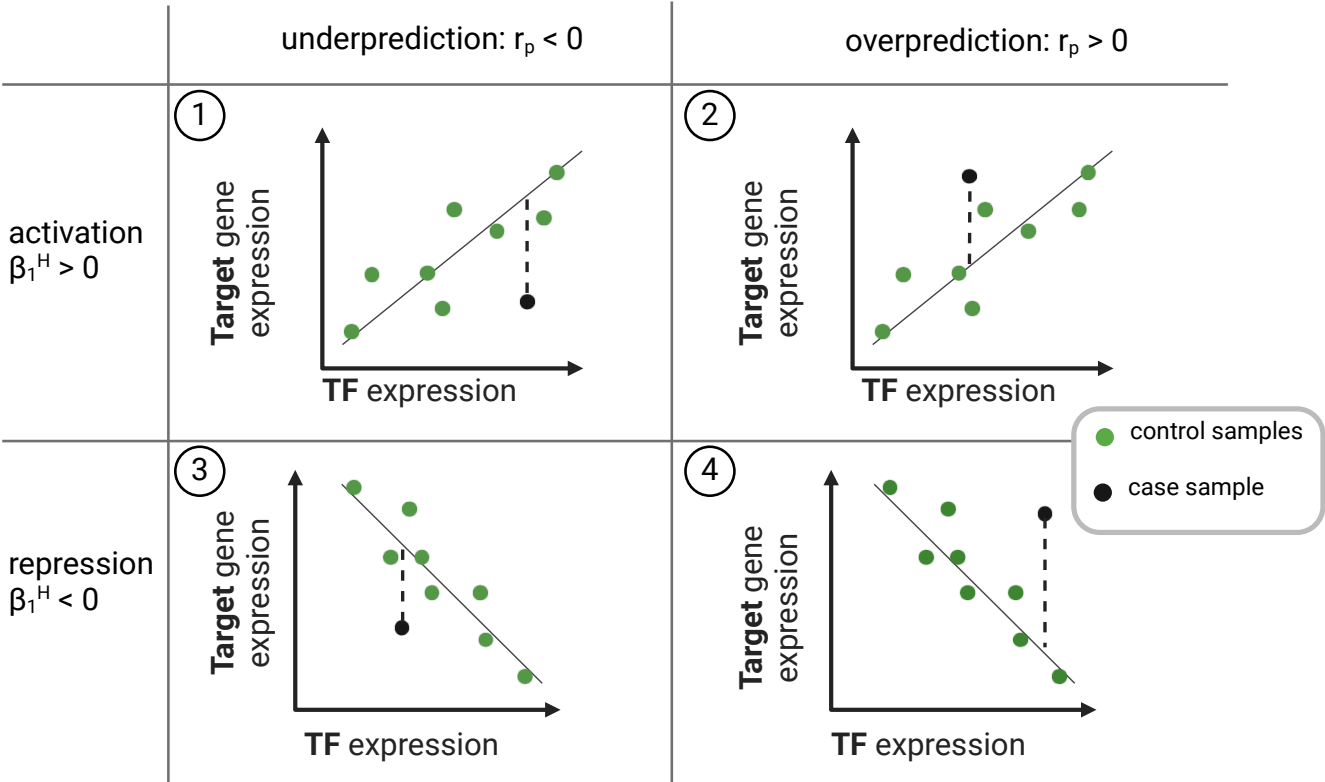 underprediction: rₚ < 0
overprediction: rₚ > 0
activation
β₁ᴴ > 0
1
Target gene
expression
TF expression
2
Target gene
expression
TF expression
control samples
case sample
repression
β₁ᴴ < 0
3
Target gene
expression
TF expression
4
Target gene
expression
TF expression